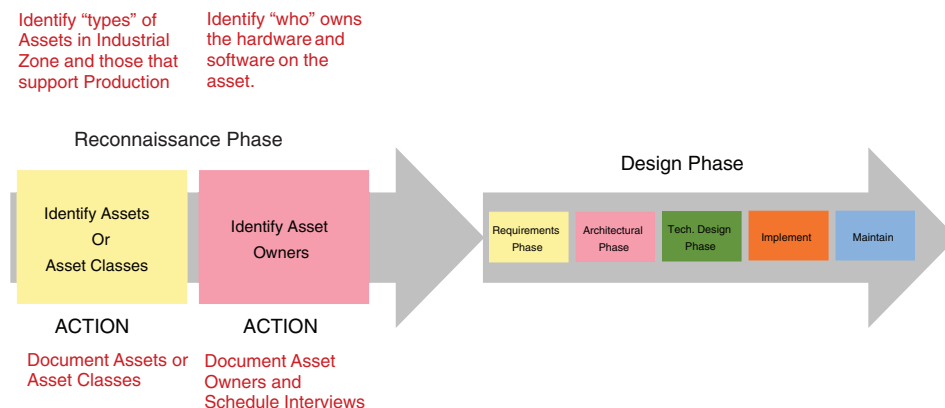 Identify “types” of
Assets in Industrial
Zone and those that
support Production
Identify “who” owns
the hardware and
software on the
asset.
Reconnaissance Phase
Identify Assets
Or
Asset Classes
Identify Asset
Owners
ACTION
Document Assets or
Asset Classes
ACTION
Document Asset
Owners and
Schedule Interviews
Design Phase
Requirements
Phase
Architectural
Phase
Tech. Design
Phase
Implement
Maintain